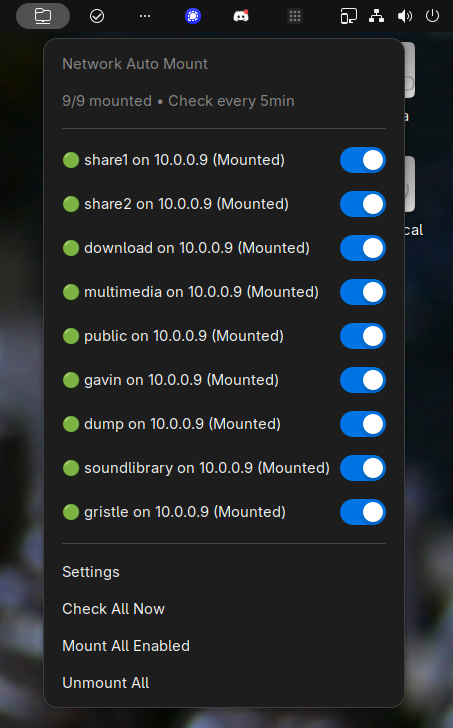 Network Auto Mount
9/9 mounted • Check every 5min
share1 on 10.0.0.9 (Mounted)
share2 on 10.0.0.9 (Mounted)
download on 10.0.0.9 (Mounted)
multimedia on 10.0.0.9 (Mounted)
public on 10.0.0.9 (Mounted)
gavin on 10.0.0.9 (Mounted)
dump on 10.0.0.9 (Mounted)
soundlibrary on 10.0.0.9 (Mounted)
gristle on 10.0.0.9 (Mounted)
Settings
Check All Now
Mount All Enabled
Unmount All